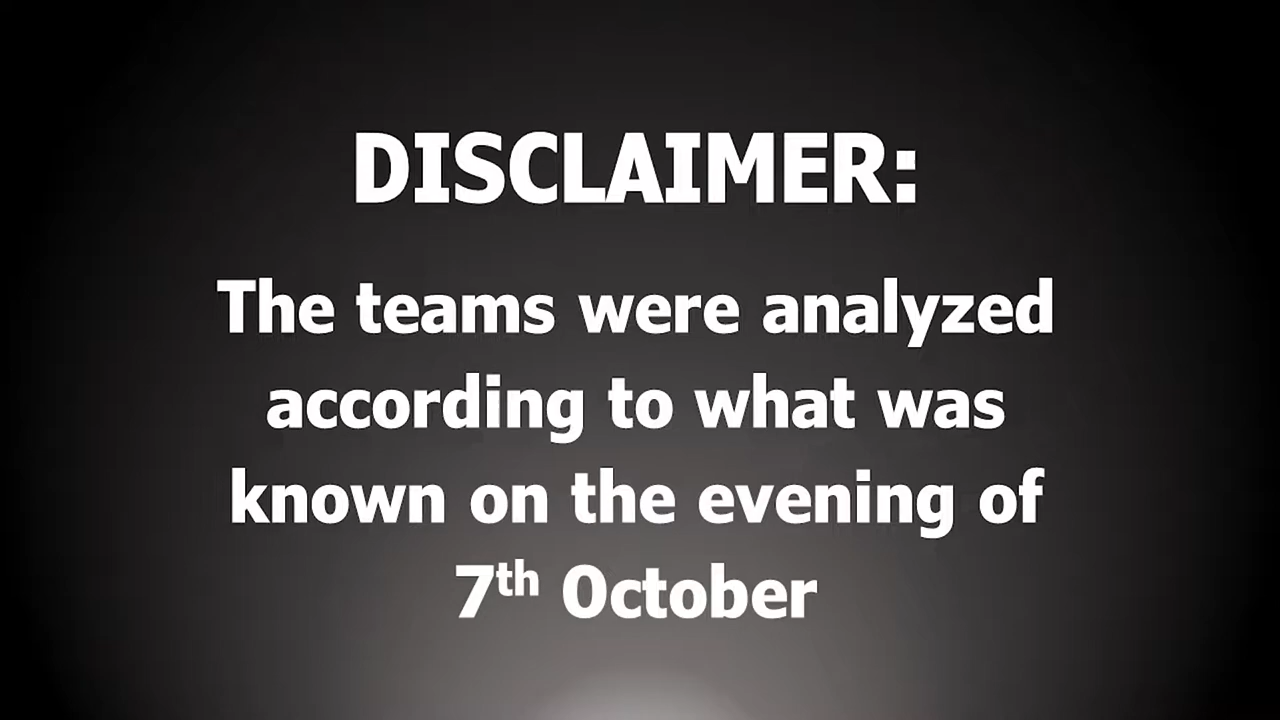 DISCLAIMER:
The teams were analyzed
according to what was
known on the evening of
7th October